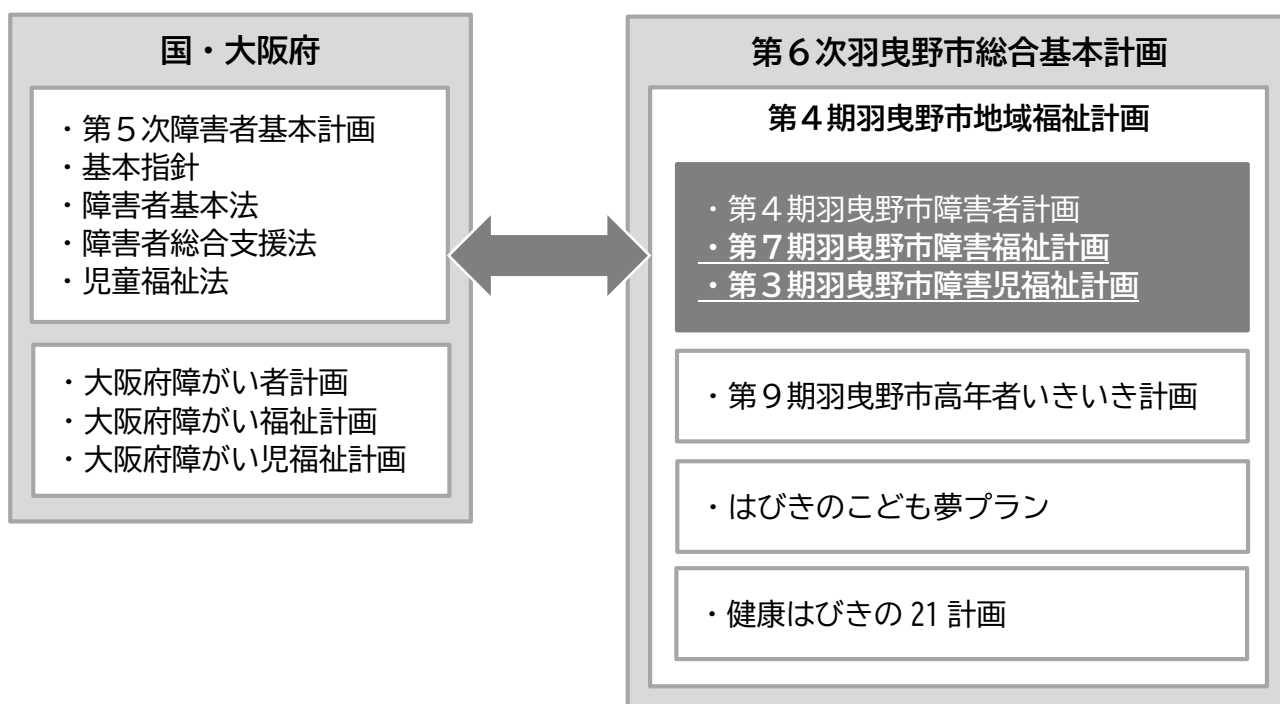 国・大阪府
・第５次障害者基本計画
・基本指針
・障害者基本法
・障害者総合支援法
・児童福祉法
・大阪府障がい者計画
・大阪府障がい福祉計画
・大阪府障がい児福祉計画
第６次羽曳野市総合基本計画
第４期羽曳野市地域福祉計画
・第４期羽曳野市障害者計画
・第７期羽曳野市障害福祉計画
・第３期羽曳野市障害児福祉計画
・第９期羽曳野市高年者いきいき計画
・はびきのこども夢プラン
・健康はびきの 21 計画